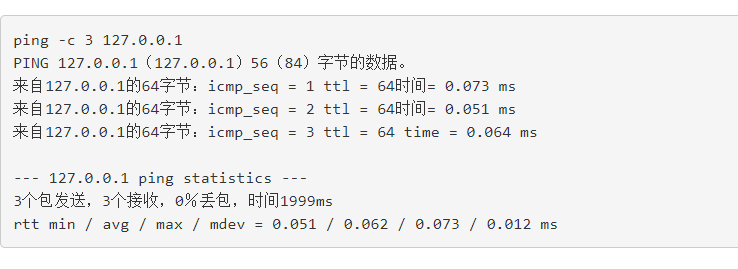 ping -c 3 127.0.0.1
PING 127.0.0.1（127.0.0.1）56（84）字节的数据。
来自127.0.0.1的64字节：icmp_seq = 1 ttl = 64时间= 0.073 ms
来自127.0.0.1的64字节：icmp_seq = 2 ttl = 64时间= 0.051 ms
来自127.0.0.1的64字节：icmp_seq = 3 ttl = 64 time = 0.064 ms
--- 127.0.0.1 ping statistics ---
3个包发送，3个接收，0％丢包，时间1999ms
rtt min / avg / max / mdev = 0.051 / 0.062 / 0.073 / 0.012 ms